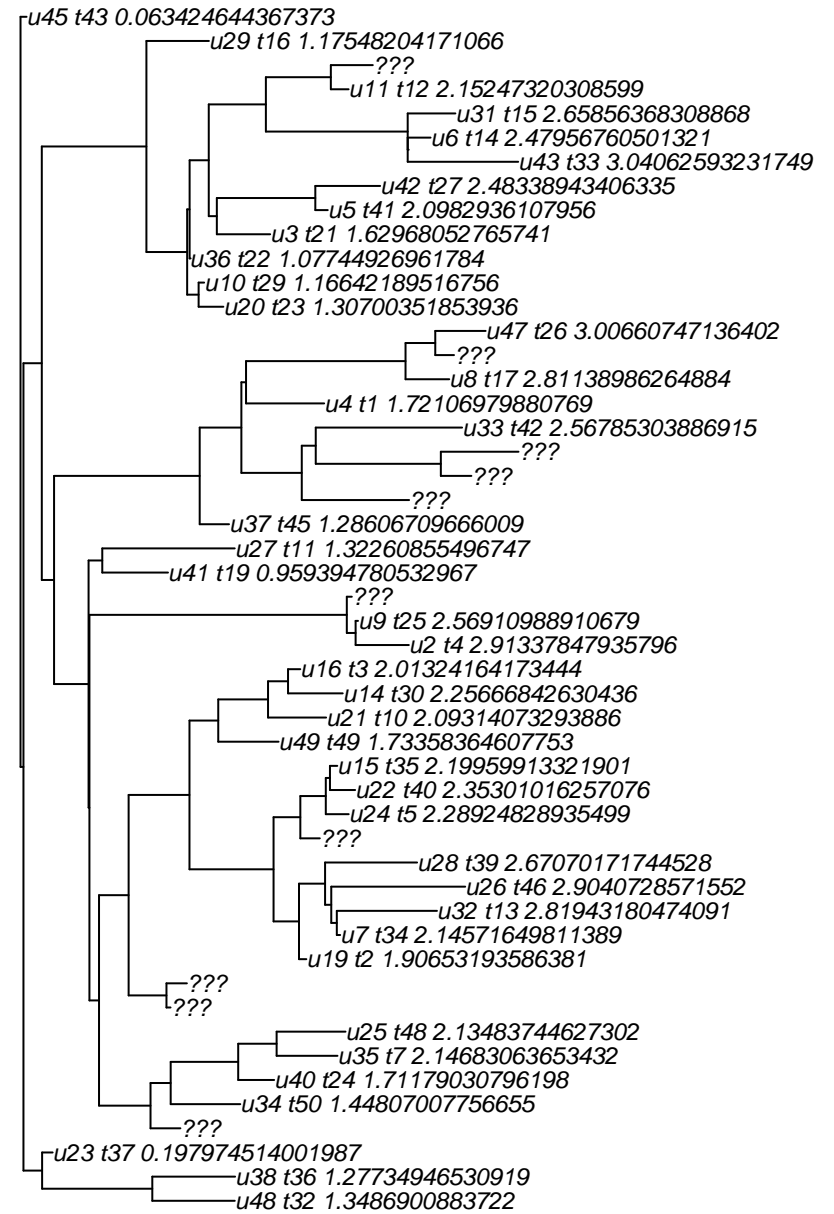 u45 t43 0.063424644367373
u29 t16 1.17548204171066
???
u11 t12 2.15247320308599
u31 t15 2.65856368308868
u6 t14 2.47956760501321
u43 t33 3.04062593231749
u42 t27 2.48338943406335
u5 t41 2.0982936107956
u3 t21 1.62968052765741
u36 t22 1.07744926961784
u10 t29 1.16642189516756
u20 t23 1.30700351853936
u47 t26 3.00660747136402
???
u8 t17 2.81138986264884
u4 t1 1.72106979880769
u33 t42 2.56785303886915
???
???
???
u37 t45 1.28606709666009
u27 t11 1.32260855496747
u41 t19 0.959394780532967
???
u9 t25 2.56910988910679
u2 t4 2.91337847935796
u16 t3 2.01324164173444
u14 t30 2.25666842630436
u21 t10 2.09314073293886
u49 t49 1.73358364607753
u15 t35 2.19959913321901
u22 t40 2.35301016257076
u24 t5 2.28924828935499
???
u28 t39 2.67070171744528
u26 t46 2.9040728571552
u32 t13 2.81943180474091
u7 t34 2.14571649811389
u19 t2 1.90653193586381
???
???
u25 t48 2.13483744627302
u35 t7 2.14683063653432
u40 t24 1.71179030796198
u34 t50 1.44807007756655
???
u23 t37 0.197974514001987
u38 t36 1.27734946530919
u48 t32 1.3486900883722